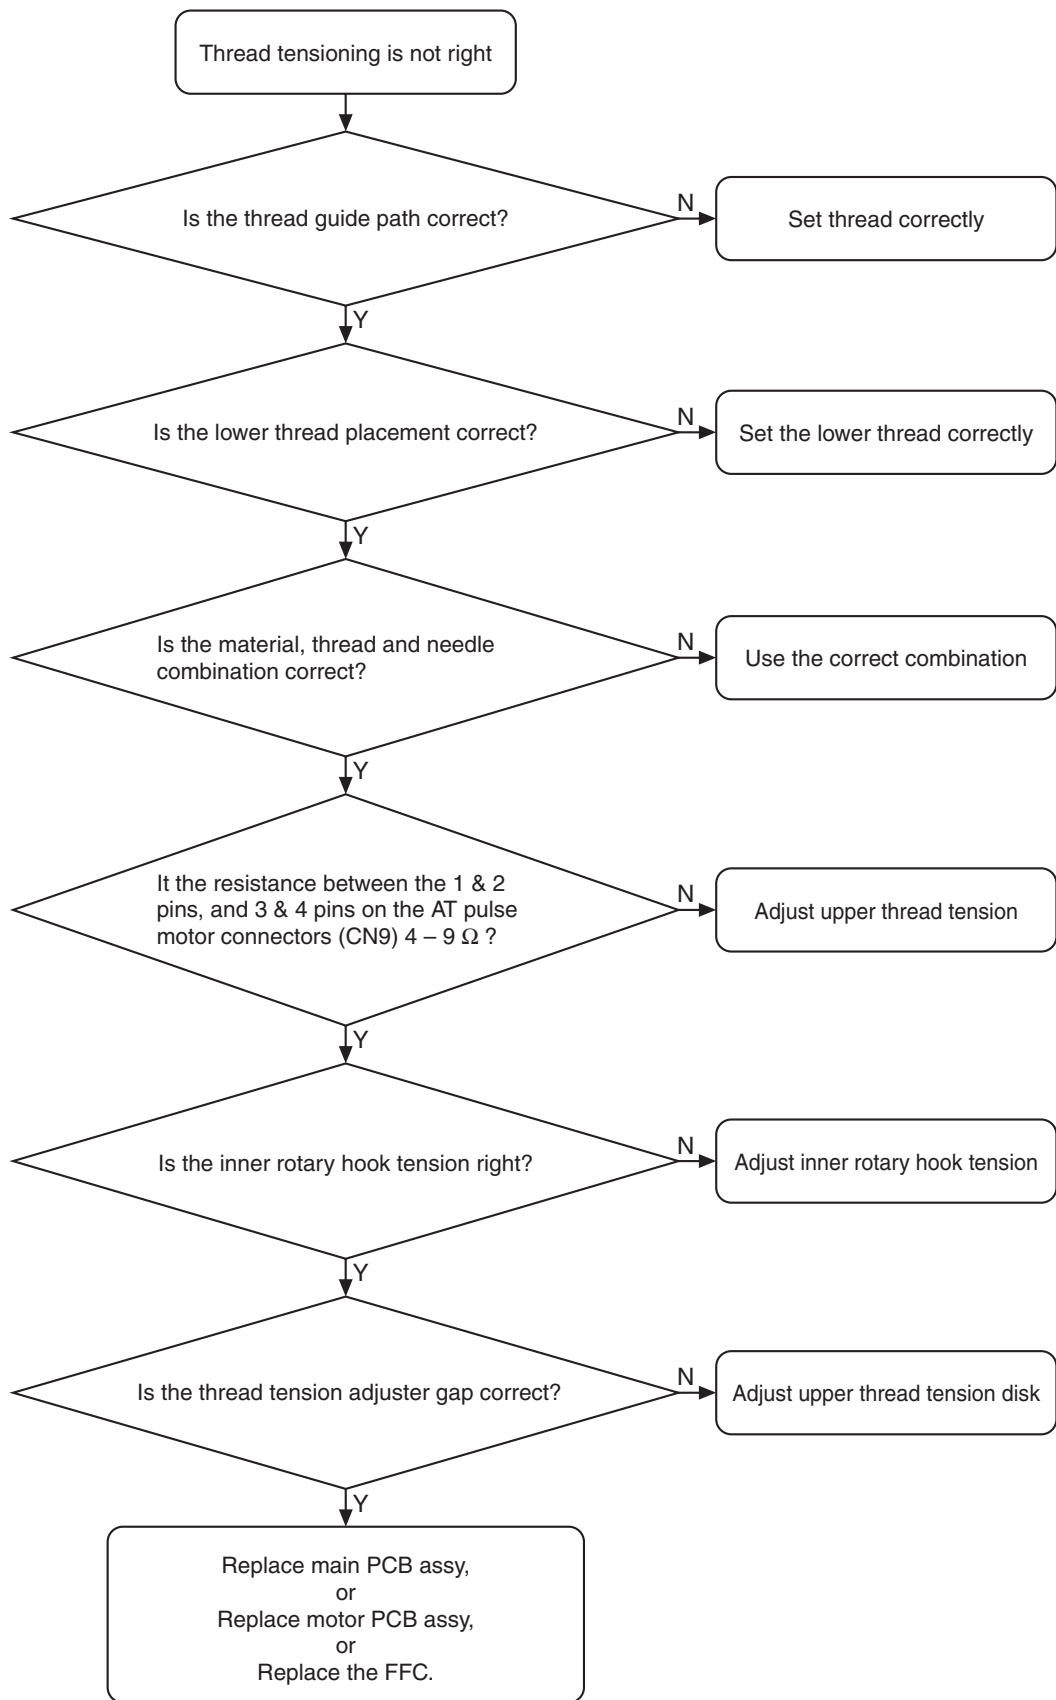 Thread tensioning is not right
Is the thread guide path correct?
N
Set thread correctly
Y
Is the lower thread placement correct?
N
Set the lower thread correctly
Y
Is the material, thread and needle
combination correct?
N
Use the correct combination
Y
It the resistance between the 1 & 2
pins, and 3 & 4 pins on the AT pulse
motor connectors (CN9) 4 – 9 Ω ?
Adjust upper thread tension
Y
Is the inner rotary hook tension right?
N
Adjust inner rotary hook tension
Y
Is the thread tension adjuster gap correct?
N
Adjust upper thread tension disk
Y
Replace main PCB assy,
or
Replace motor PCB assy,
or
Replace the FFC.